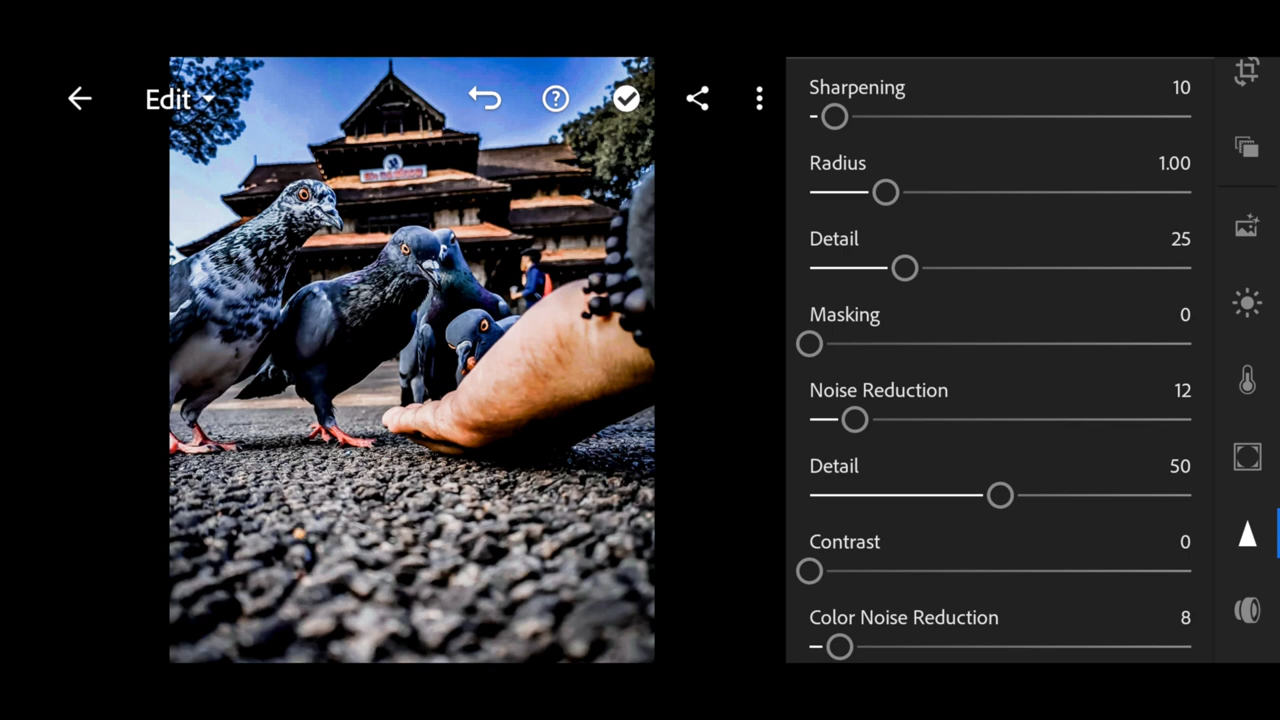 Edit
Sharpening 10
Radius 1.00
Detail 25
Masking 0
Noise Reduction 12
Detail 50
Contrast 0
Color Noise Reduction 8